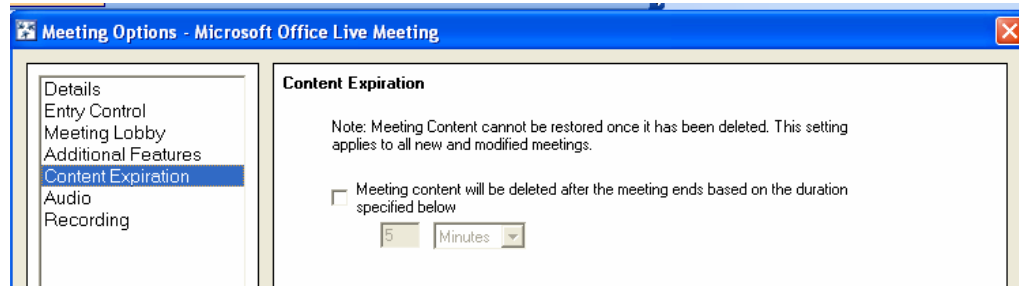 Meeting Options - Microsoft Office Live Meeting
Details
Entry Control
Meeting Lobby
Additional Features
Content Expiration
Audio
Recording
Content Expiration
Note: Meeting Content cannot be restored once it has been deleted. This setting
applies to all new and modified meetings.
Meeting content will be deleted after the meeting ends based on the duration
specified below
5 Minutes